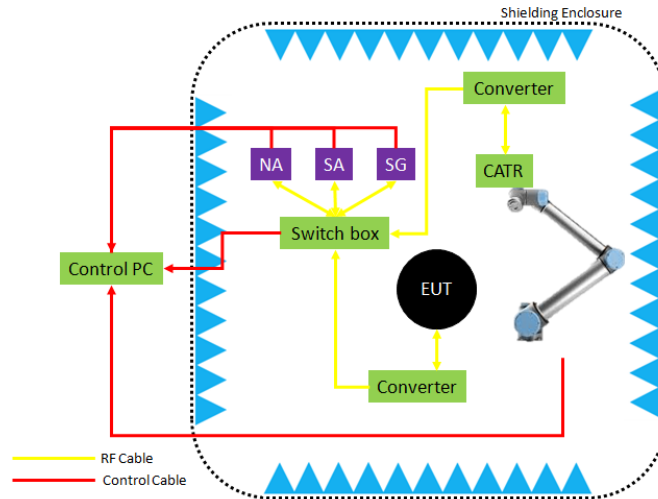 Shielding Enclosure
Converter
NA
SA
SG
CATR
Switch box
Control PC
EUT
Converter
RF Cable
Control Cable